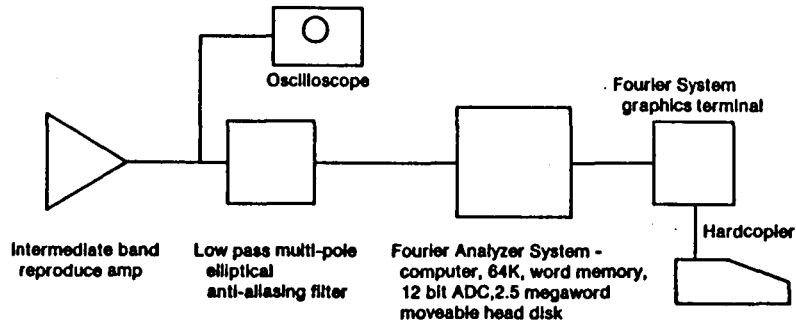 Oscilloscope
Fourier System
graphics terminal
Hardcopier
Intermediate band
reproduce amp
Low pass multi-pole
elliptical
anti-aliasing filter
Fourier Analyzer System -
computer, 64K, word memory,
12 bit ADC,2.5 megaword
moveable head disk